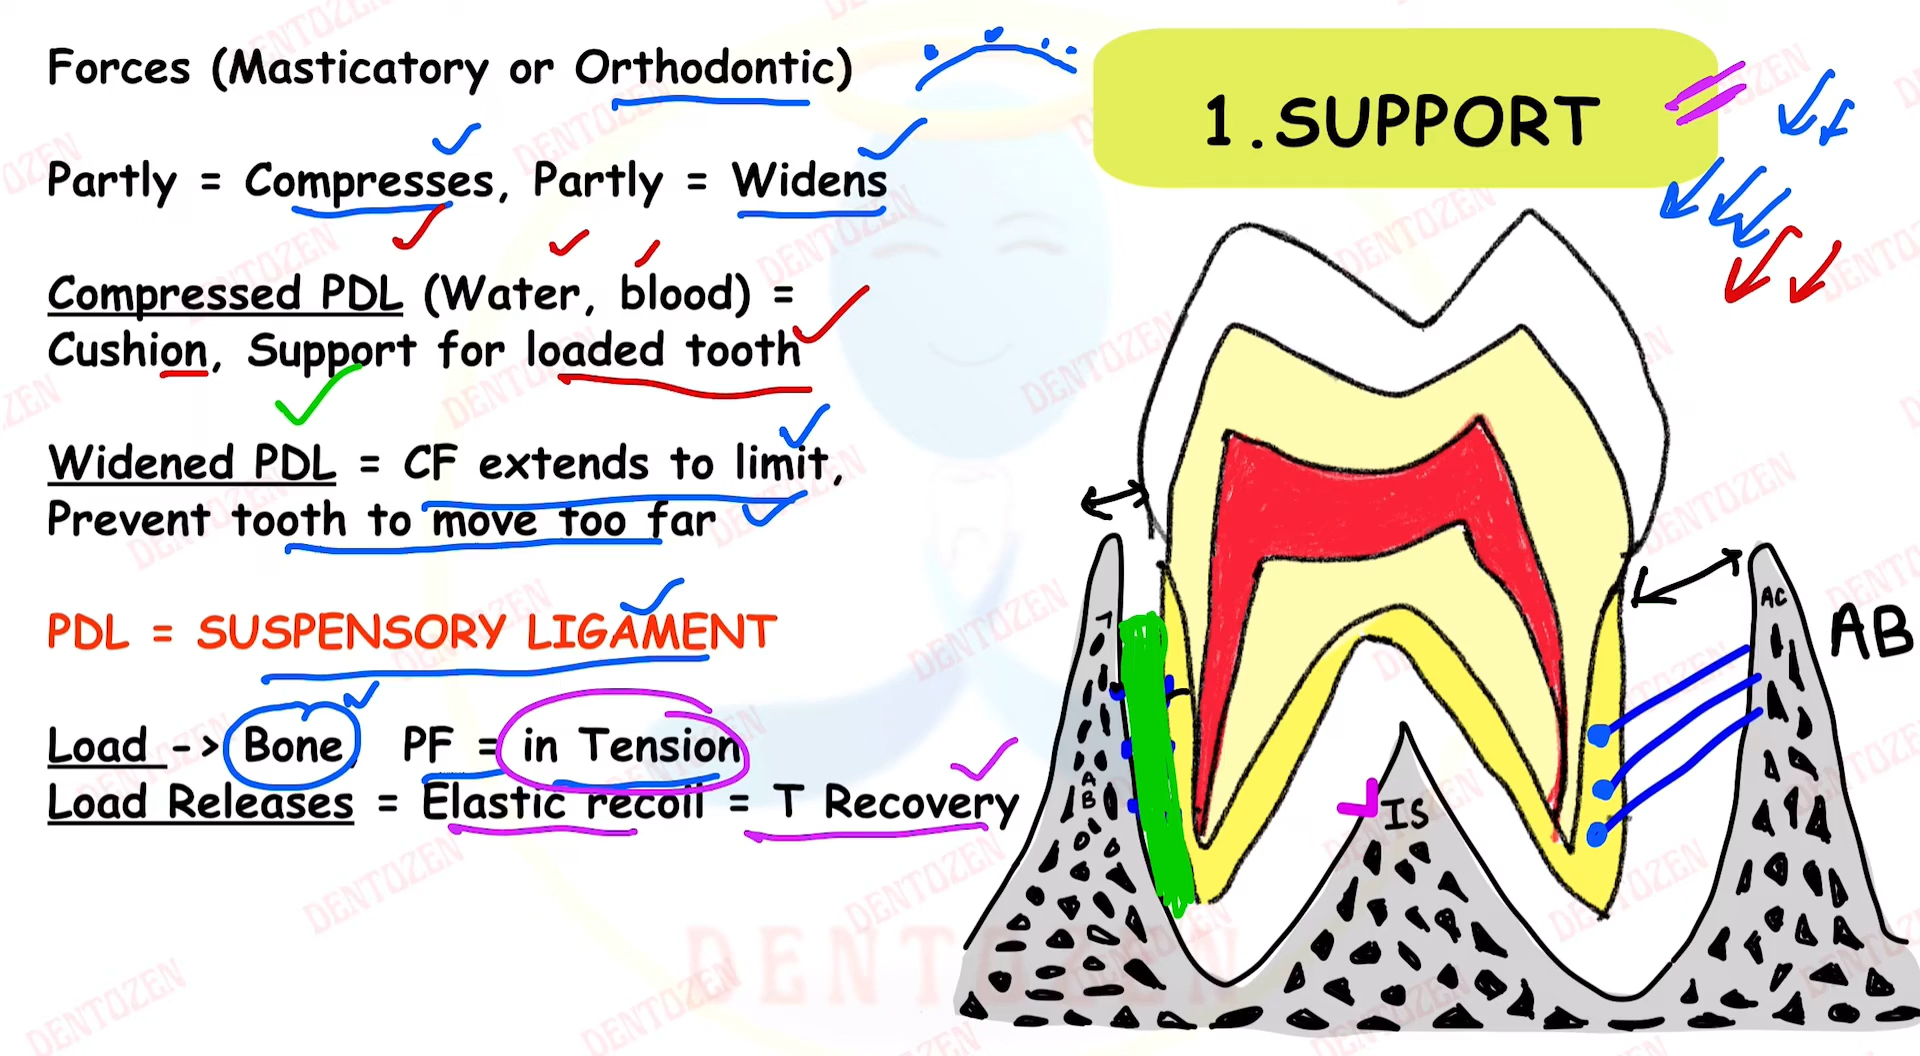 Forces (Masticatory or Orthodontic)
Partly = Compresses, Partly = Widens
Compressed PDL (Water, blood) =
Cushion, Support for loaded tooth
Widened PDL = CF extends to limit,
Prevent tooth to move too far
PDL = SUSPENSORY LIGAMENT
Load -> Bone, PF = in Tension
Load Releases = Elastic recoil = T Recovery
1.SUPPORT
AC
AB
A
B
IS
DENTOZEN